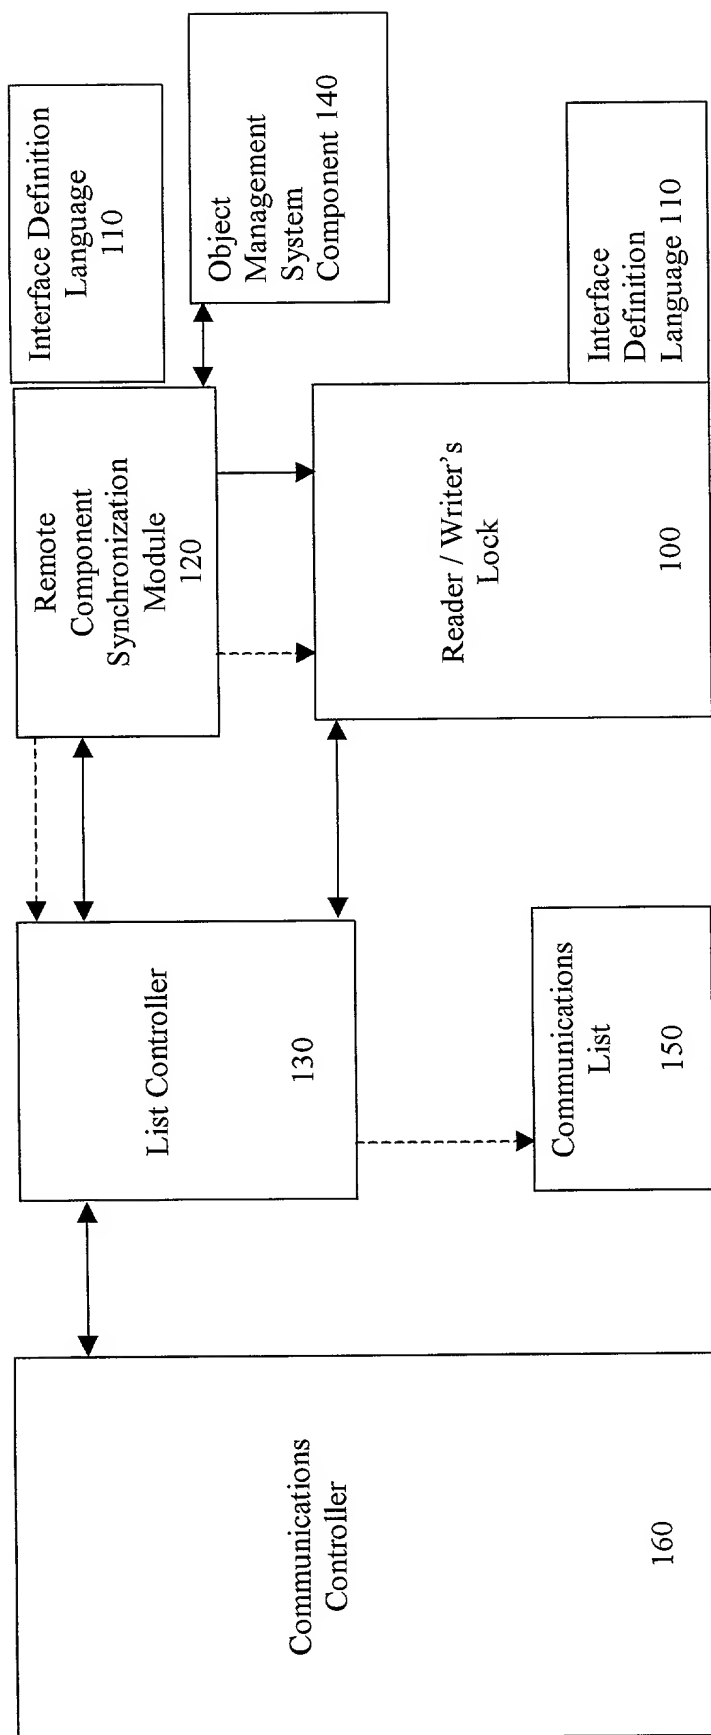 Communications
Controller
160
List Controller
130
Communications
List
150
Remote
Component
Synchronization
Module
120
Reader / Writer's
Lock
100
Interface Definition
Language
110
Object
Management
System
Component 140
Interface
Definition
Language 110